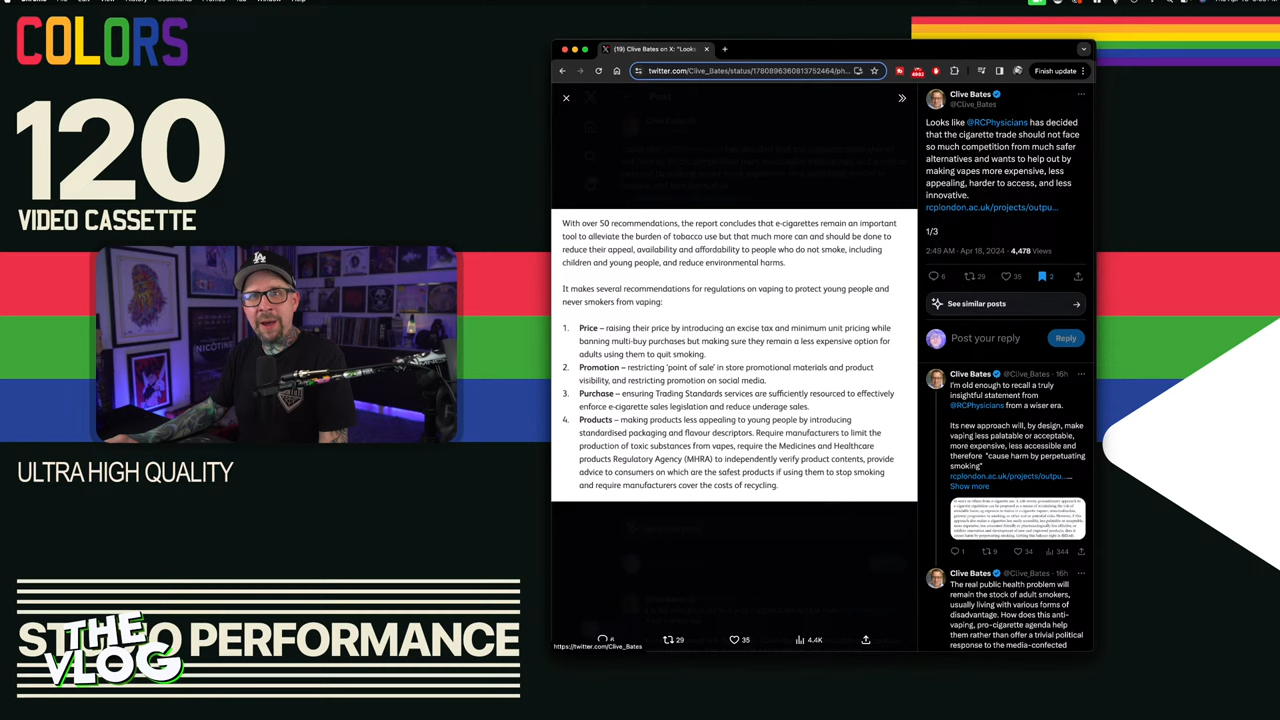 COLORS
120
VIDEO CASSETTE
ULTRA HIGH QUALITY
PERFORMANCE
THE
VLOG
LA
NICOTINE
(19) Clive Bates on X: "Looks
twitter.com/Clive_Bates/status/1780896360813752464/ph...
Finish update
Post
With over 50 recommendations, the report concludes that e-cigarettes remain an important
tool to alleviate the burden of tobacco use but that much more can and should be done to
reduce their appeal, availability and affordability to people who do not smoke, including
children and young people, and reduce environmental harms.
It makes several recommendations for regulations on vaping to protect young people and
never smokers from vaping:
1. Price – raising their price by introducing an excise tax and minimum unit pricing while
banning multi-buy purchases but making sure they remain a less expensive option for
adults using them to quit smoking.
2. Promotion – restricting 'point of sale' in store promotional materials and product
visibility, and restricting promotion on social media.
3. Purchase – ensuring Trading Standards services are sufficiently resourced to effectively
enforce e-cigarette sales legislation and reduce underage sales.
4. Products – making products less appealing to young people by introducing
standardised packaging and flavour descriptors. Require manufacturers to limit the
production of toxic substances from vapes, require the Medicines and Healthcare
products Regulatory Agency (MHRA) to independently verify product contents, provide
advice to consumers on which are the safest products if using them to stop smoking
and require manufacturers cover the costs of recycling.
6 29 35 4.4K
https://twitter.com/Clive_Bates
Clive Bates
@Clive_Bates
Looks like @RCPhysicians has decided
that the cigarette trade should not face
so much competition from much safer
alternatives and wants to help out by
making vapes more expensive, less
appealing, harder to access, and less
innovative.
rcplondon.ac.uk/projects/outpu...
1/3
2:49 AM · Apr 18, 2024 · 4,478 Views
6 29 35 2
See similar posts
Post your reply
Reply
Clive Bates @Clive_Bates · 16h
I'm old enough to recall a truly
insightful statement from
@RCPhysicians from a wiser era.
Its new approach will, by design, make
vaping less palatable or acceptable,
more expensive, less accessible and
therefore "cause harm by perpetuating
smoking"
rcplondon.ac.uk/projects/outpu...…
Show more
1 9 34 344
Clive Bates @Clive_Bates · 16h
The real public health problem will
remain the stock of adult smokers,
usually living with various forms of
disadvantage. How does this anti-
vaping, pro-cigarette agenda help
them rather than offer a trivial political
response to the media-confected